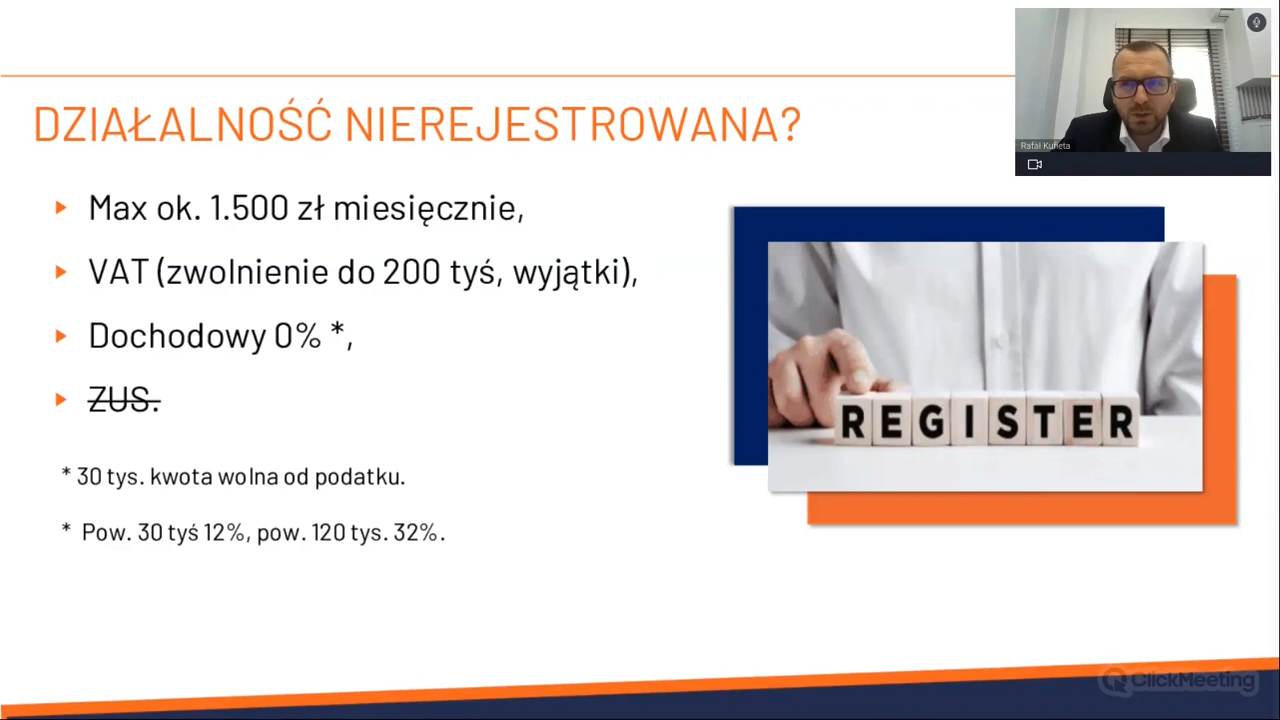 DZIAŁALNOŚĆ NIEREJESTROWANA?
Max ok. 1.500 zł miesięcznie,
VAT (zwolnienie do 200 tyś, wyjątki),
Dochodowy 0% *,
ZUS.
* 30 tys. kwota wolna od podatku.
* Pow. 30 tyś 12%, pow. 120 tys. 32%.
REGISTER
Rafał Kufieta
ClickMeeting